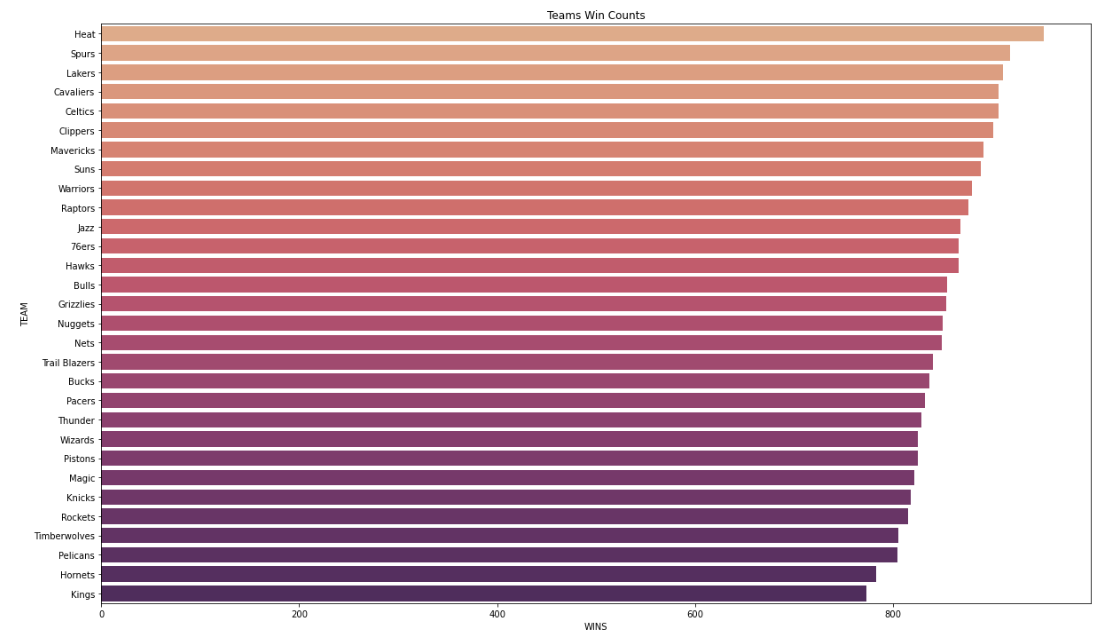 Teams Win Counts
Heat
Spurs
Lakers
Cavaliers
Celtics
Clippers
Mavericks
Suns
Warriors
Raptors
Jazz
76ers
Hawks
Bulls
Grizzlies
TEAM
Nuggets
Nets
Trail Blazers
Bucks
Pacers
Thunder
Wizards
Pistons
Magic
Knicks
Rockets
Timberwolves
Pelicans
Hornets
Kings
0 200 400 600 800
WINS